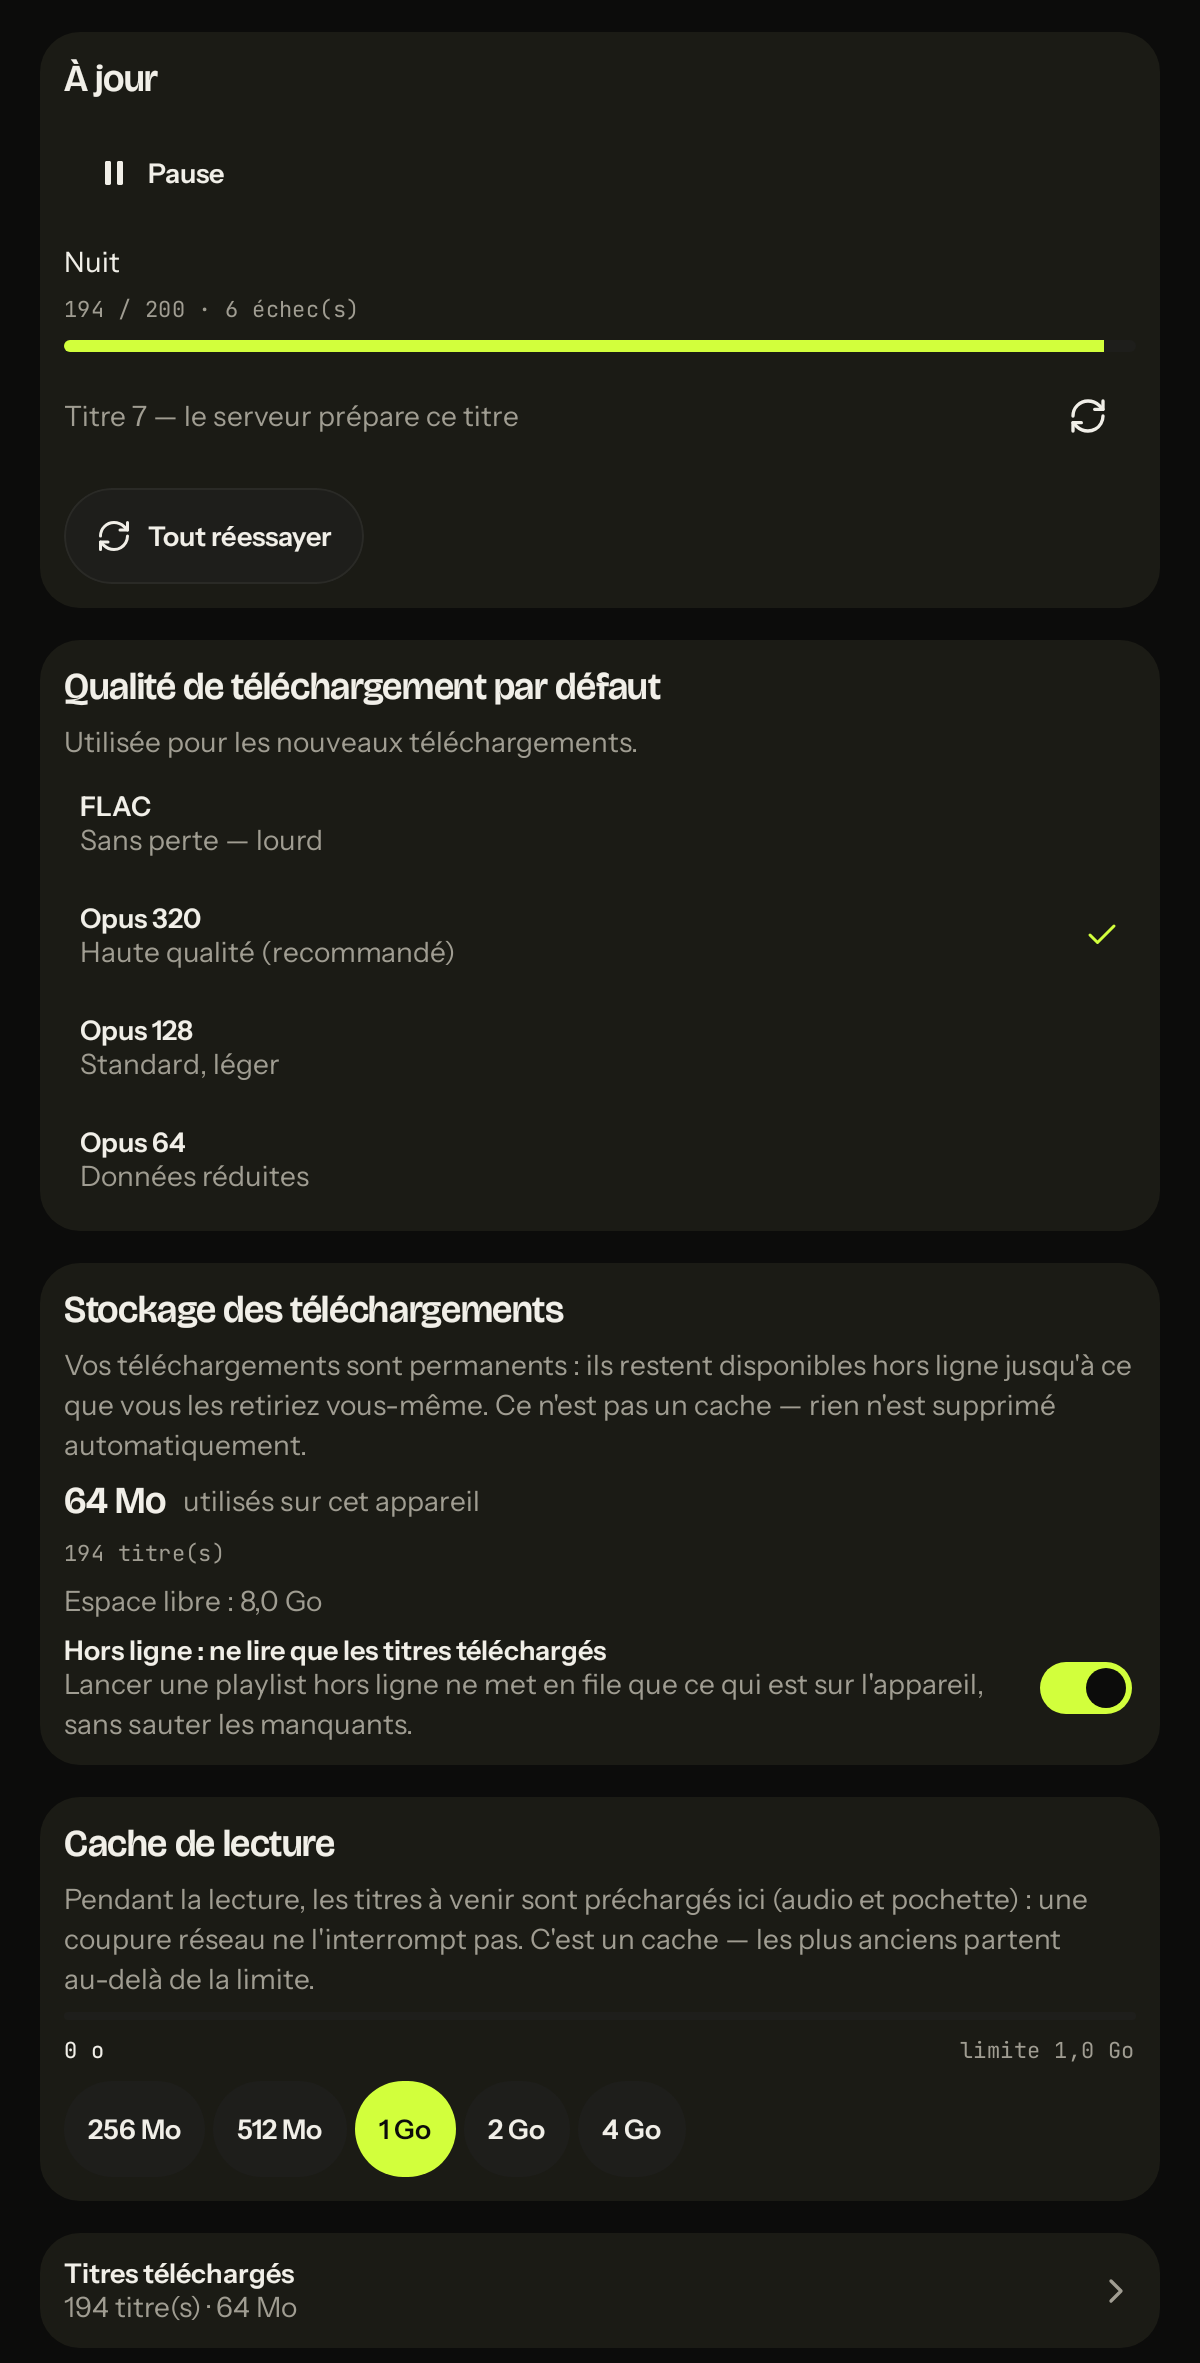 À jour
Pause
Nuit
194 / 200 · 6 échec(s)
Titre 7 — le serveur prépare ce titre
Tout réessayer
Qualité de téléchargement par défaut
Utilisée pour les nouveaux téléchargements.
FLAC
Sans perte — lourd
Opus 320
Haute qualité (recommandé)
Opus 128
Standard, léger
Opus 64
Données réduites
Stockage des téléchargements
Vos téléchargements sont permanents : ils restent disponibles hors ligne jusqu'à ce
que vous les retiriez vous-même. Ce n'est pas un cache — rien n'est supprimé
automatiquement.
64 Mo utilisés sur cet appareil
194 titre(s)
Espace libre : 8,0 Go
Hors ligne : ne lire que les titres téléchargés
Lancer une playlist hors ligne ne met en file que ce qui est sur l'appareil,
sans sauter les manquants.
Cache de lecture
Pendant la lecture, les titres à venir sont préchargés ici (audio et pochette) : une
coupure réseau ne l'interrompt pas. C'est un cache — les plus anciens partent
au-delà de la limite.
0 o limite 1,0 Go
256 Mo 512 Mo 1 Go 2 Go 4 Go
Titres téléchargés
194 titre(s) · 64 Mo